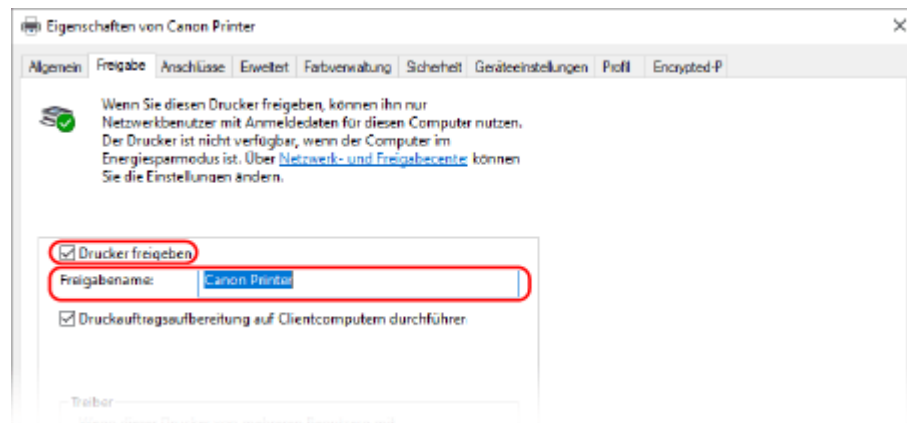 Eigenschaften von Canon Printer
Allgemein Freigabe Anschlüsse Erweitert Farbverwaltung Sicherheit Geräteeinstellungen Profil Encrypted-P
Wenn Sie diesen Drucker freigeben, können ihn nur
Netzwerkbenutzer mit Anmeldedaten für diesen Computer nutzen.
Der Drucker ist nicht verfügbar, wenn der Computer im
Energiesparmodus ist. Über Netzwerk- und Freigabecenter können
Sie die Einstellungen ändern.
Drucker freigeben
Freigabename: Canon Printer
Druckauftragsaufbereitung auf Clientcomputern durchführen
Treiber